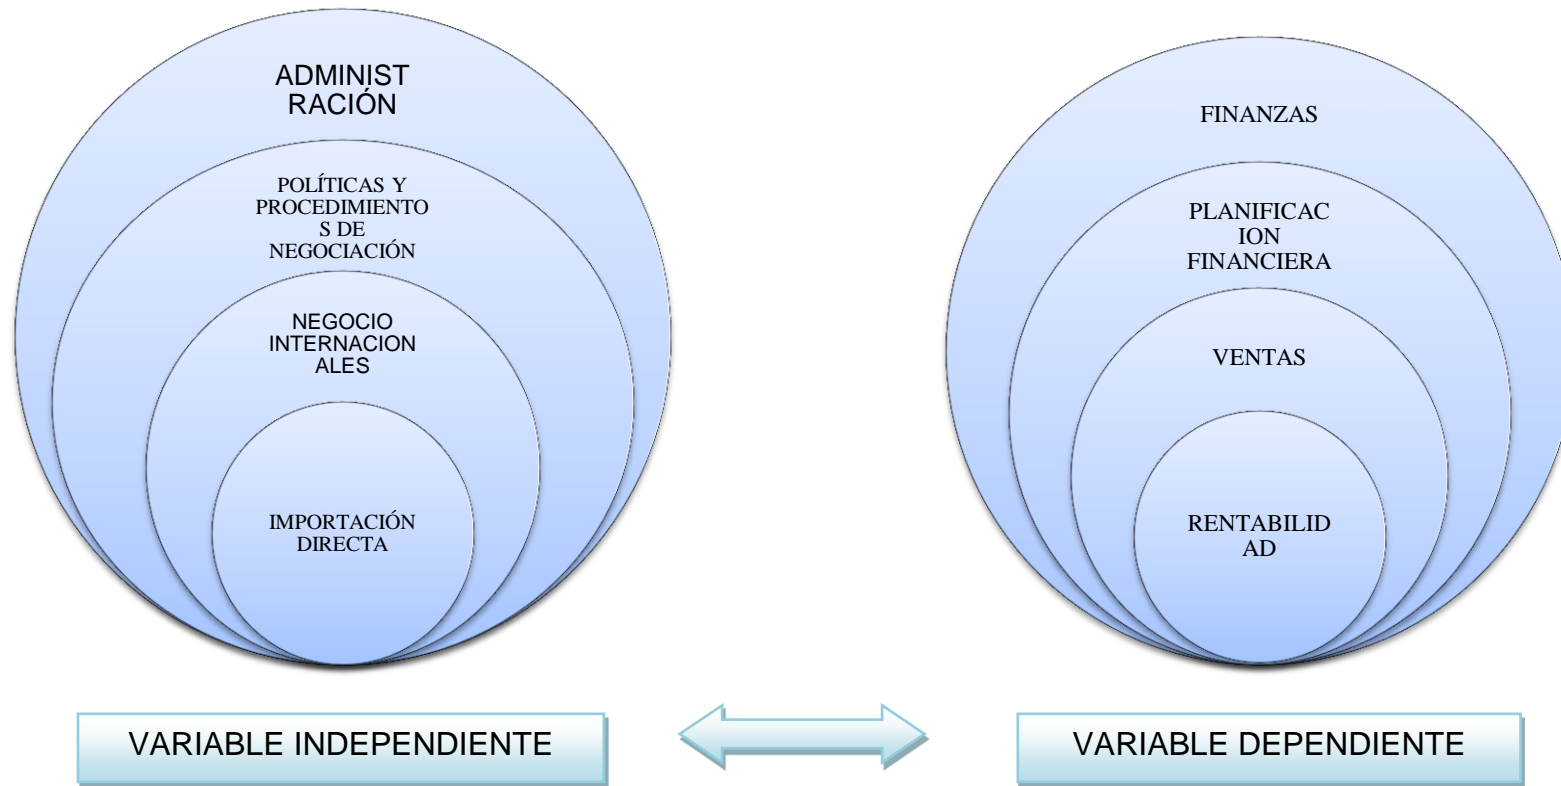 ADMINIST
RACIÓN
POLÍTICAS Y
PROCEDIMIENTO
S DE
NEGOCIACIÓN
NEGOCIO
INTERNACION
ALES
IMPORTACIÓN
DIRECTA
FINANZAS
PLANIFICAC
ION
FINANCIERA
VENTAS
RENTABILID
AD
VARIABLE INDEPENDIENTE
VARIABLE DEPENDIENTE